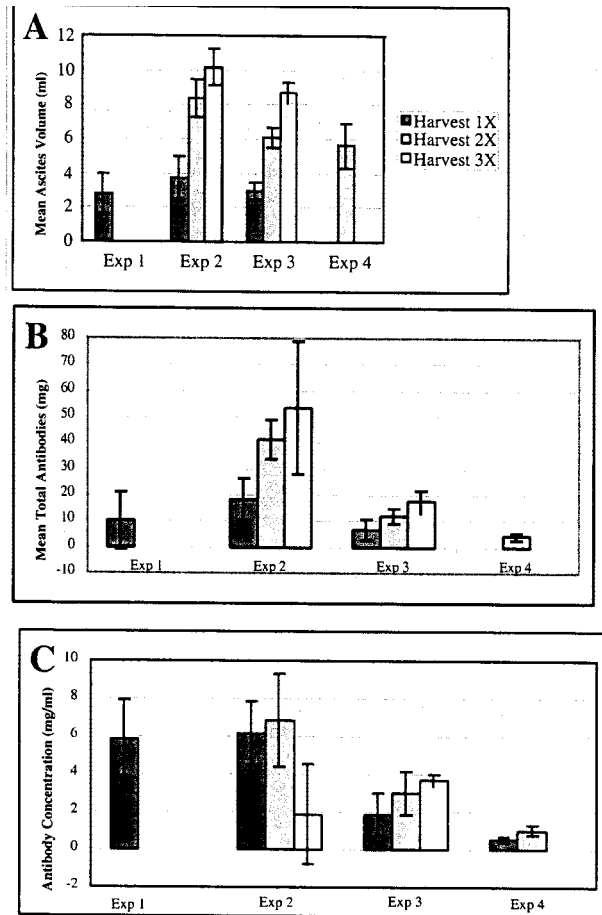 A
Mean Ascites Volume (ml)
12
10
8
6
4
2
0
Exp 1 Exp 2 Exp 3 Exp 4
Harvest 1X
Harvest 2X
Harvest 3X
B
Mean Total Antibodies (mg)
80
70
60
50
40
30
20
10
0
-10
Exp 1 Exp 2 Exp 3 Exp 4
C
Antibody Concentration (mg/ml)
10
8
6
4
2
0
-2
Exp 1 Exp 2 Exp 3 Exp 4